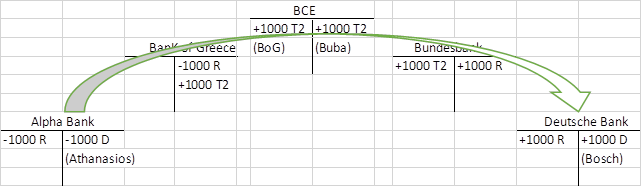 BCE
+1000 T2 +1000 T2
Bank of Greece (BoG) (Buba) Bundesbank
-1000 R +1000 T2 +1000 R
+1000 T2
Alpha Bank Deutsche Bank
-1000 R -1000 D +1000 R +1000 D
(Athanasios) (Bosch)